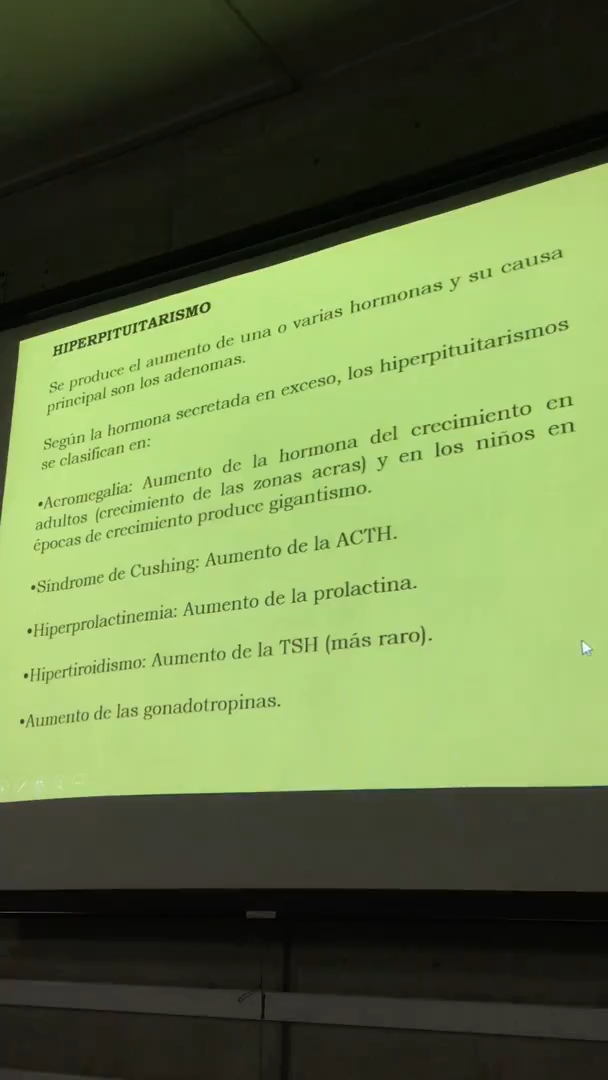 HIPERPITUITARISMO
Se produce el aumento de una o varias hormonas y su causa
principal son los adenomas.
Según la hormona secretada en exceso, los hiperpituitarismos
se clasifican en:
•Acromegalia: Aumento de la hormona del crecimiento en
adultos (crecimiento de las zonas acras) y en los niños en
épocas de crecimiento produce gigantismo.
•Síndrome de Cushing: Aumento de la ACTH.
•Hiperprolactinemia: Aumento de la prolactina.
•Hipertiroidismo: Aumento de la TSH (más raro).
•Aumento de las gonadotropinas.